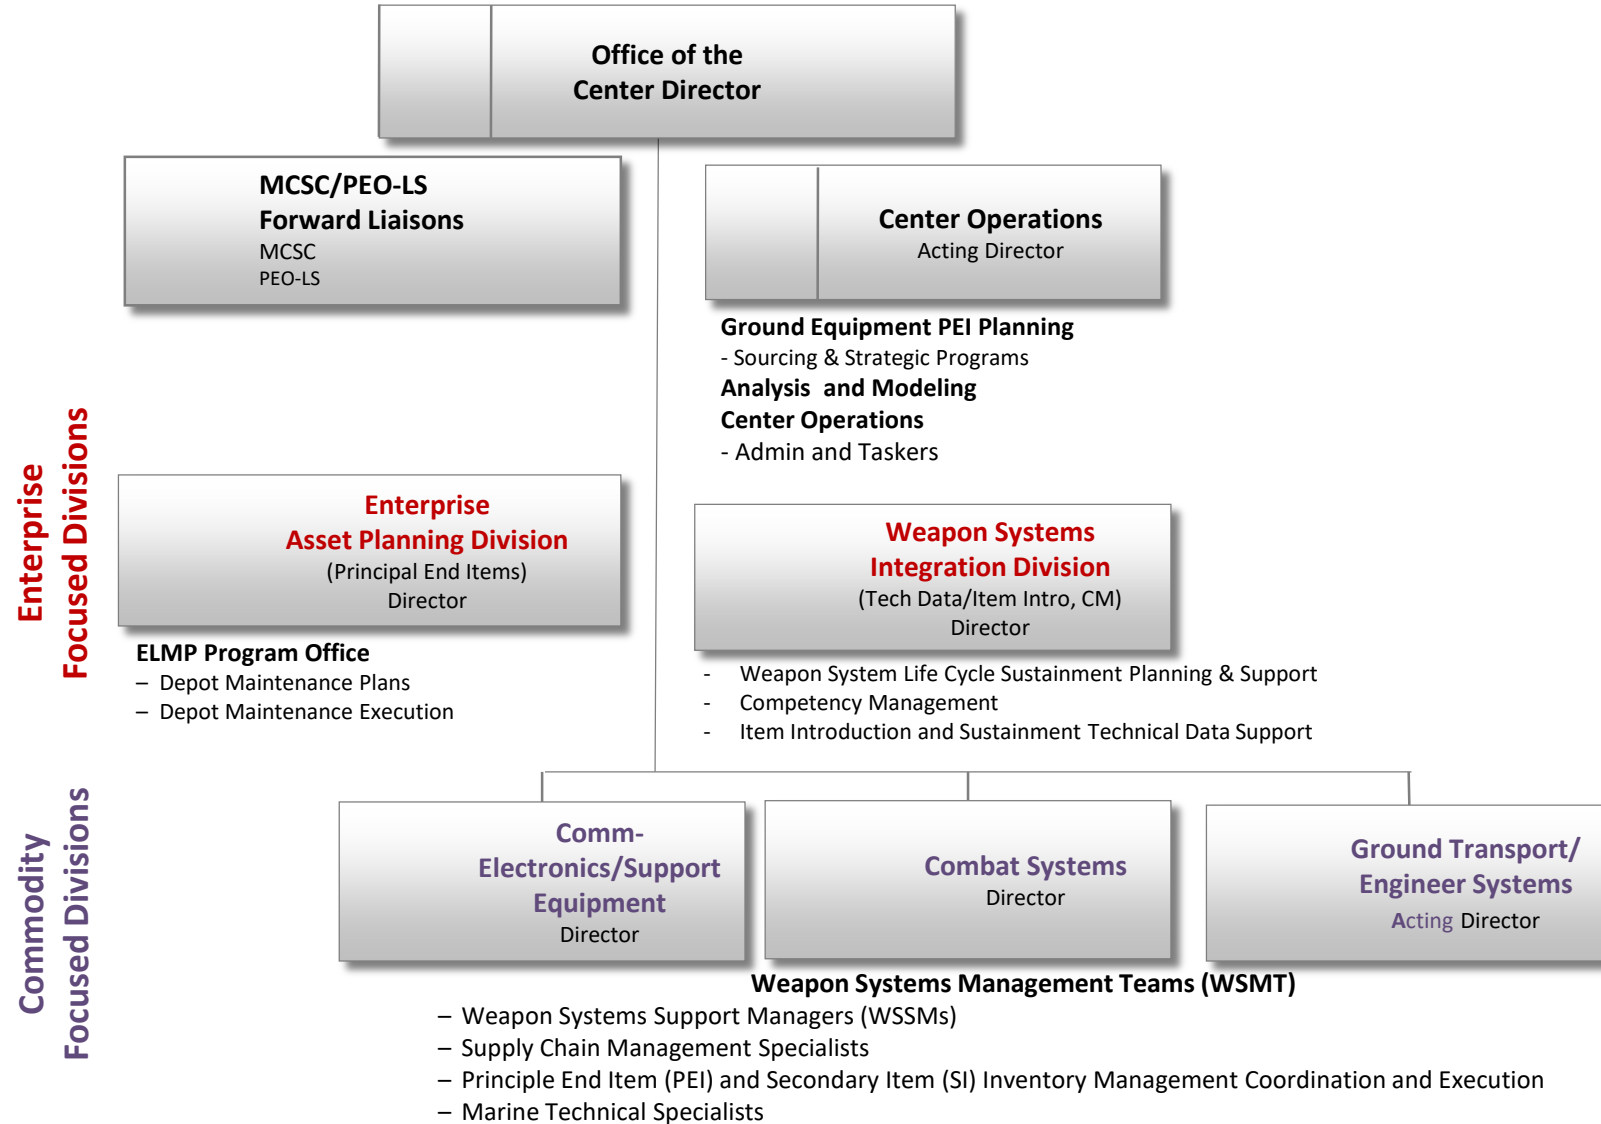 Office of the
Center Director
MCSC/PEO-LS
Forward Liaisons
MCSC
PEO-LS
Center Operations
Acting Director
Ground Equipment PEI Planning
- Sourcing & Strategic Programs
Analysis and Modeling
Center Operations
- Admin and Taskers
Enterprise
Focused Divisions
Enterprise
Asset Planning Division
(Principal End Items)
Director
ELMP Program Office
– Depot Maintenance Plans
– Depot Maintenance Execution
Weapon Systems
Integration Division
(Tech Data/Item Intro, CM)
Director
- Weapon System Life Cycle Sustainment Planning & Support
- Competency Management
- Item Introduction and Sustainment Technical Data Support
Commodity
Focused Divisions
Comm-
Electronics/Support
Equipment
Director
Combat Systems
Director
Ground Transport/
Engineer Systems
Acting Director
Weapon Systems Management Teams (WSMT)
– Weapon Systems Support Managers (WSSMs)
– Supply Chain Management Specialists
– Principle End Item (PEI) and Secondary Item (SI) Inventory Management Coordination and Execution
– Marine Technical Specialists